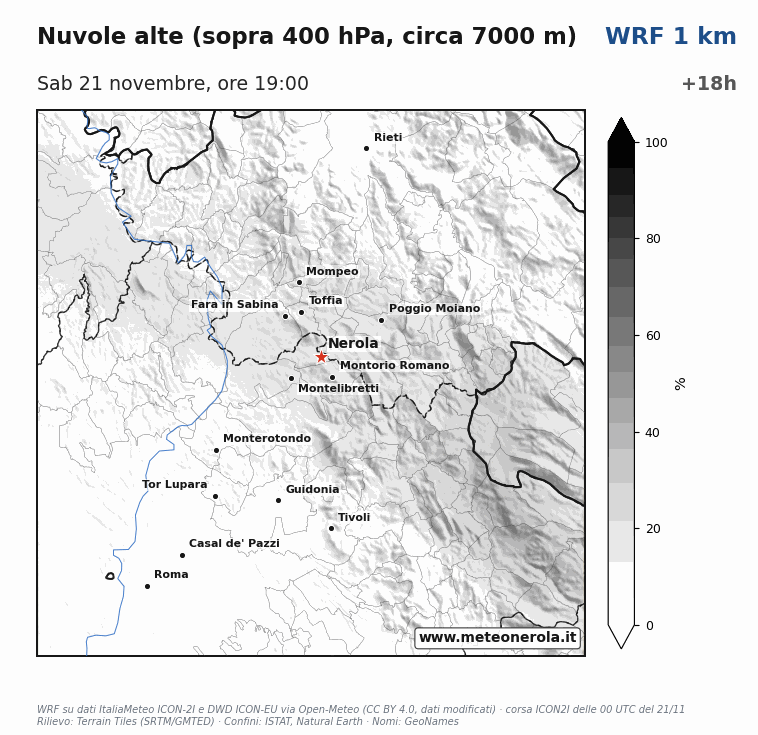 Nuvole alte (sopra 400 hPa, circa 7000 m)
WRF 1 km
Sab 21 novembre, ore 19:00
+18h
Rieti
Mompeo
Fara in Sabina
Toffia
Poggio Moiano
Nerola
Montorio Romano
Montelibretti
Monterotondo
Tor Lupara
Guidonia
Tivoli
Casal de' Pazzi
Roma
www.meteonerola.it
100
80
60
%
40
20
0
WRF su dati ItaliaMeteo ICON-2I e DWD ICON-EU via Open-Meteo (CC BY 4.0, dati modificati) · corsa ICON2I delle 00 UTC del 21/11
Rilievo: Terrain Tiles (SRTM/GMTED) · Confini: ISTAT, Natural Earth · Nomi: GeoNames